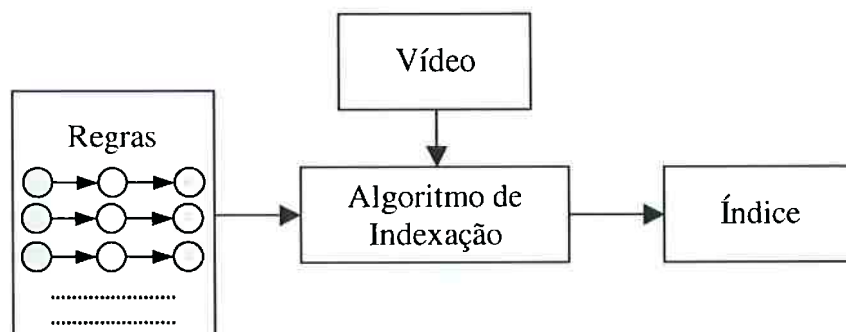 Vídeo
Regras
Algoritmo de
Indexação
Índice